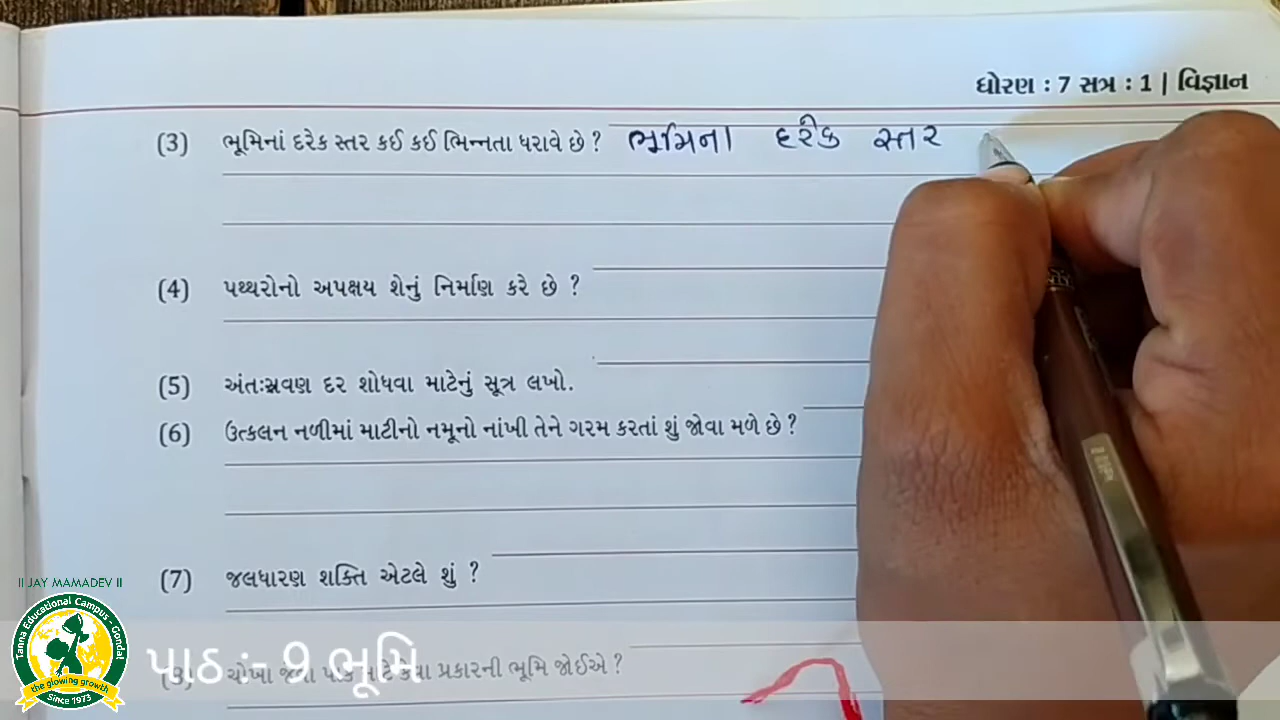 ધોરણ : 7 સત્ર : 1 | વિજ્ઞાન
(3) ભૂમિનાં દરેક સ્તર કઈ કઈ ભિન્નતા ધરાવે છે ? ભૂમિના દરેક સ્તર
(4) પથ્થરોનો અપક્ષય શેનું નિર્માણ કરે છે ?
(5) અંતઃસ્રવણ દર શોધવા માટેનું સૂત્ર લખો.
(6) ઉત્કલન નળીમાં માટીનો નમૂનો નાંખી તેને ગરમ કરતાં શું જોવા મળે છે ?
(7) જલધારણ શક્તિ એટલે શું ?
ચોખા જેવા પાક માટે કેવા પ્રકારની ભૂમિ જોઈએ ?
પાઠ :- 9 ભૂમિ
|| JAY MAMADEV ||
Tanna Educational Campus Gondal
the glowing growth
Since 1973